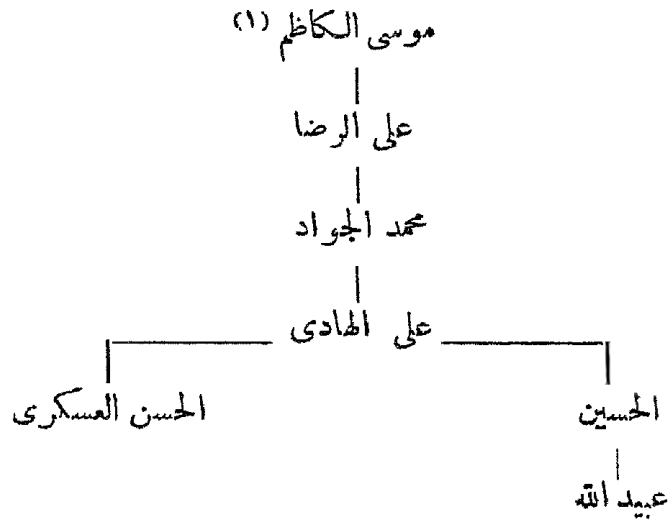 موسى الكاظم (١)
على الرضا
محمد الجواد
على الهادى
الحسين
الحسن العسكرى
عبيد الله